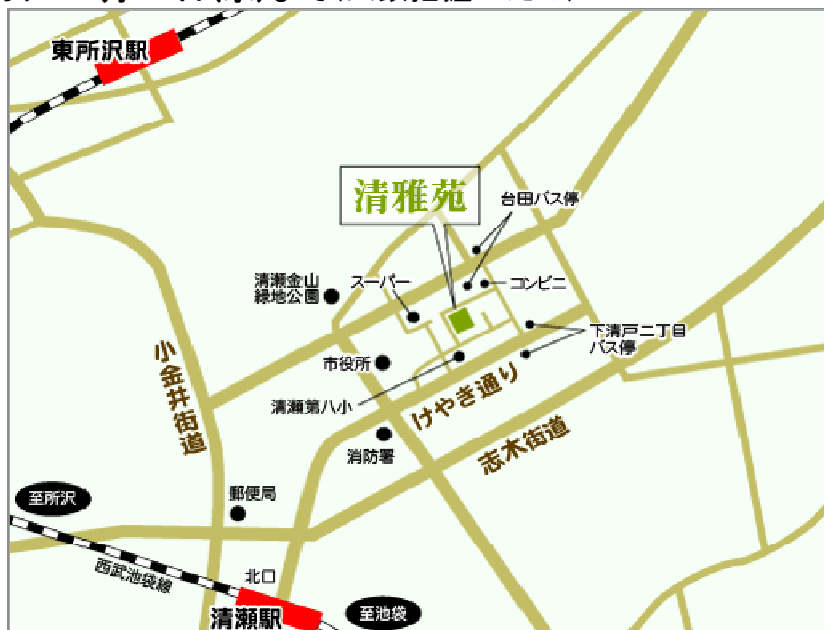 東所沢駅
清雅苑
台田バス停
清瀬金山
緑地公園
スーパー
コンビニ
下清戸二丁目
バス停
市役所
小金井街道
清瀬第八小
けやき通り
志木街道
消防署
至所沢
郵便局
西武池袋線
北口
清瀬駅
至池袋